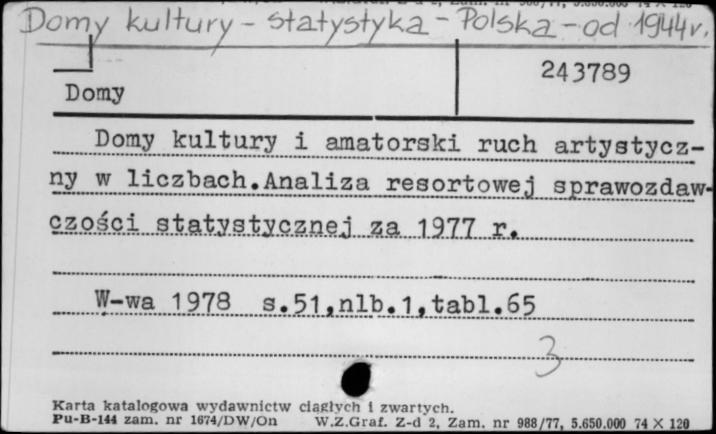 Domy kultury - statystyka - Polska - od 1944 r.
243789
Domy
Domy kultury i amatorski ruch artystycz-
ny w liczbach.Analiza resortowej sprawozdaw-
czości statystycznej za 1977 r.
W-wa 1978 s.51,nlb.1,tabl.65
3
Karta katalogowa wydawnictw ciągłych i zwartych.
Pu-B-144 zam. nr 1674/DW/On W.Z.Graf. Z-d 2, Zam. nr 988/77, 5.650.000 74 X 120